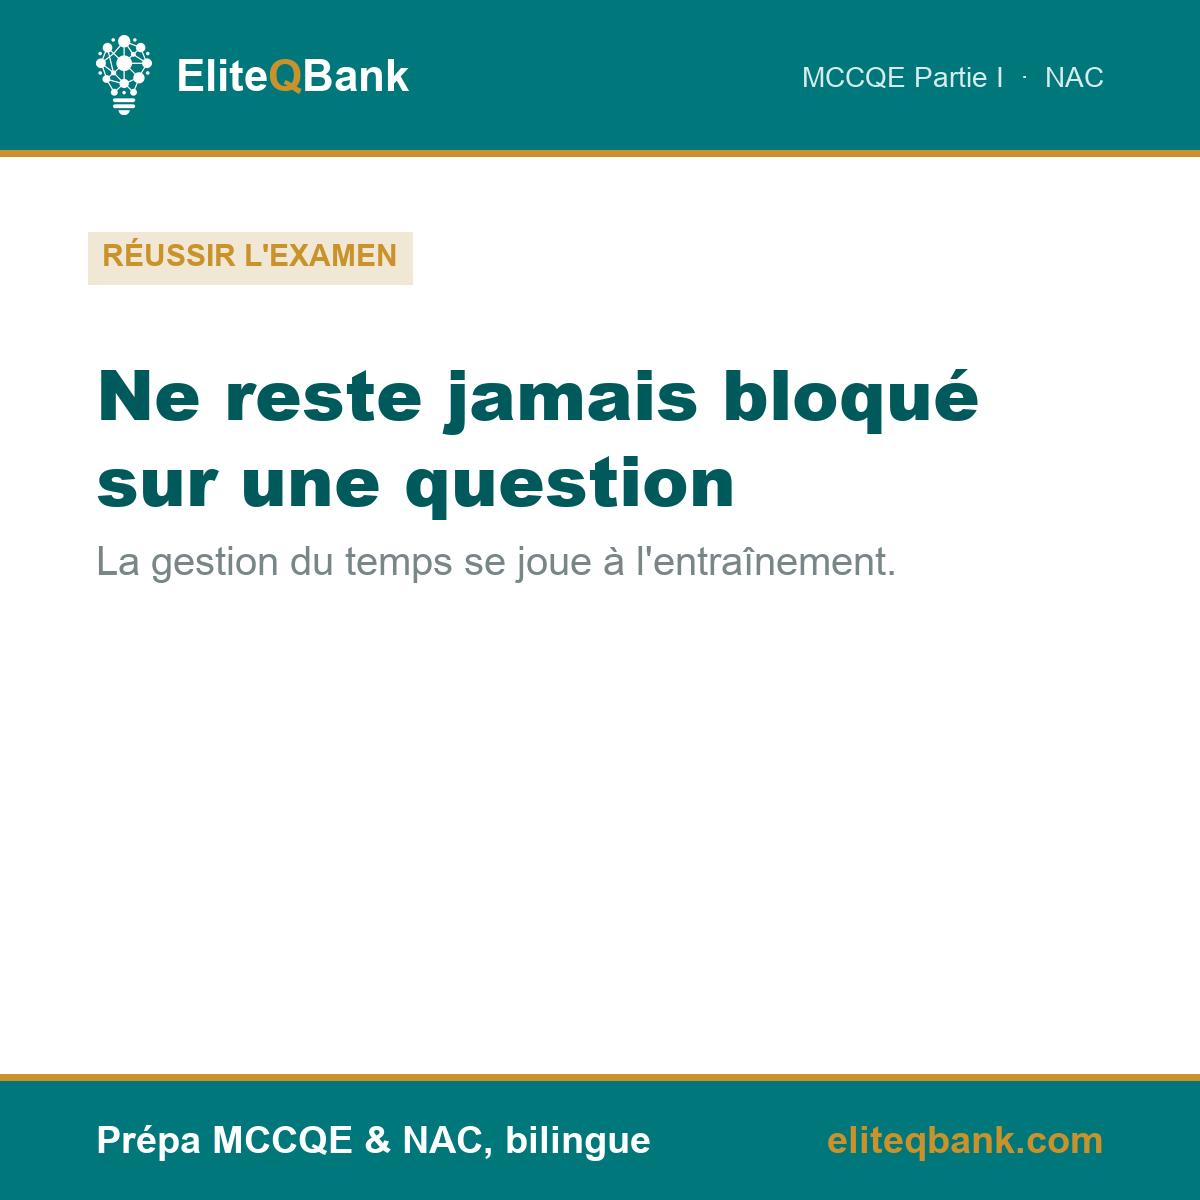 EliteQBank
MCCQE Partie I · NAC
RÉUSSIR L'EXAMEN
Ne reste jamais bloqué
sur une question
La gestion du temps se joue à l'entraînement.
Prépa MCCQE & NAC, bilingue
eliteqbank.com